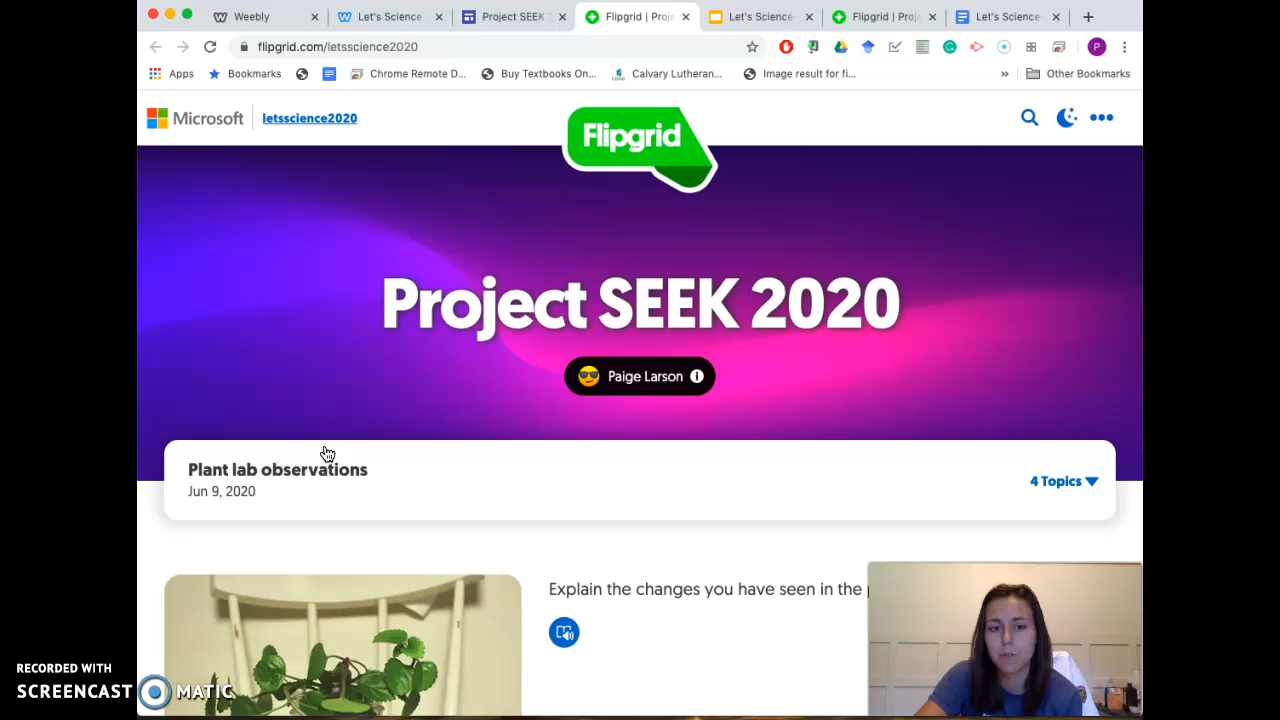 Weebly
Let's Science
Project SEEK
Flipgrid | Proj
Let's Science-
Flipgrid | Proj
Let's Science-
flipgrid.com/letsscience2020
Apps
Bookmarks
Chrome Remote D...
Buy Textbooks On...
Calvary Lutheran...
Image result for fi...
»
Other Bookmarks
Microsoft
letsscience2020
Flipgrid
Project SEEK 2020
Paige Larson
Plant lab observations
Jun 9, 2020
4 Topics
Explain the changes you have seen in the
RECORDED WITH
SCREENCAST MATIC